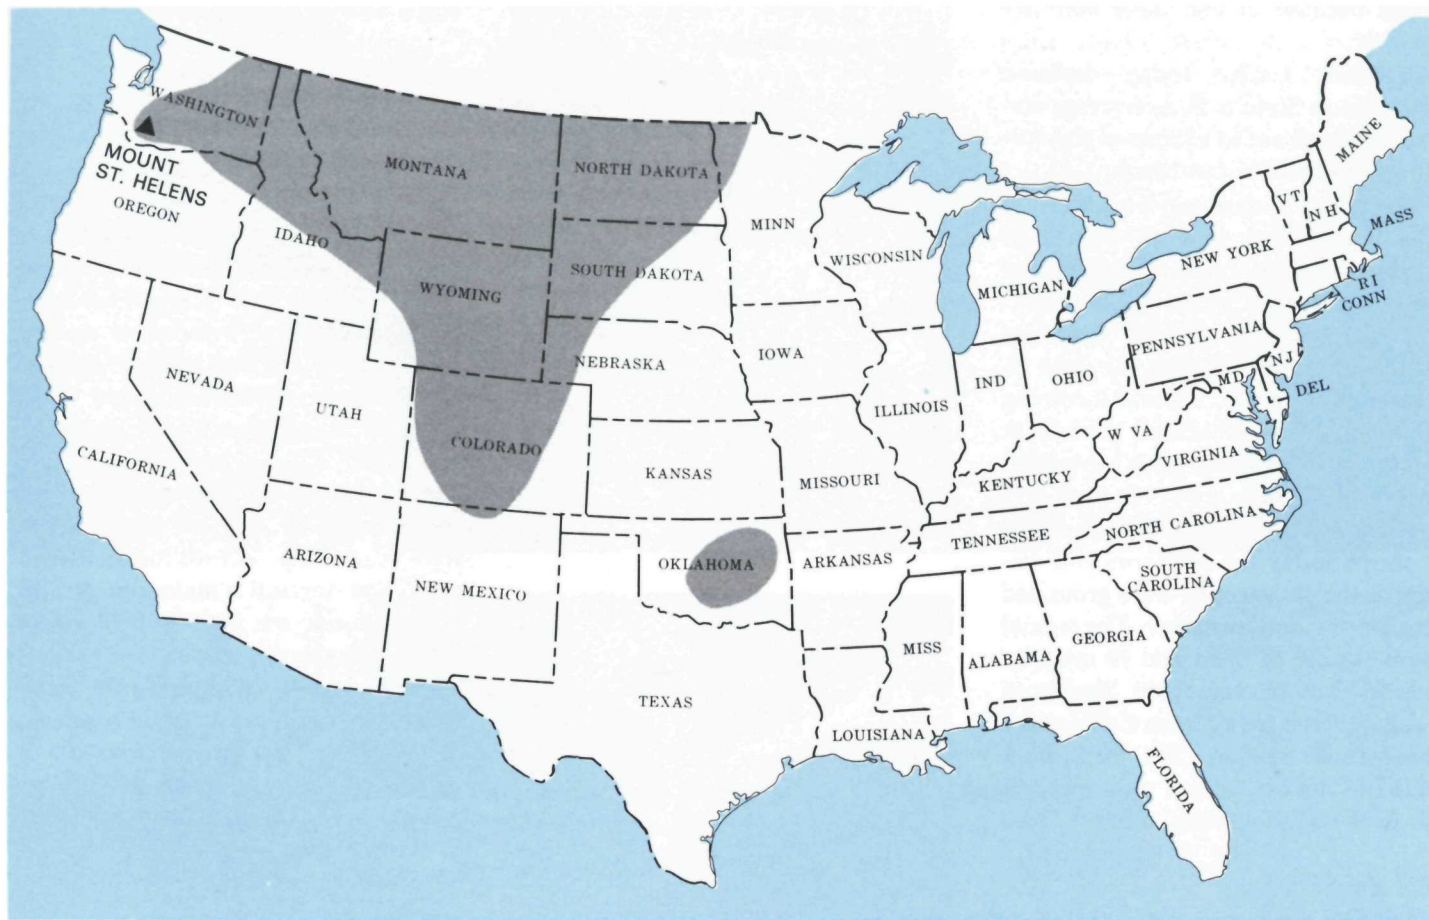 WASHINGTON
MOUNT
ST. HELENS
OREGON
IDAHO
MONTANA
NORTH DAKOTA
SOUTH DAKOTA
WYOMING
NEBRASKA
NEVADA
UTAH
COLORADO
CALIFORNIA
KANSAS
ARIZONA
NEW MEXICO
OKLAHOMA
TEXAS
MINN
WISCONSIN
MICHIGAN
IOWA
ILLINOIS
IND
OHIO
MISSOURI
KENTUCKY
W VA
VIRGINIA
PENNSYLVANIA
NEW YORK
VT
N H
MAINE
MASS
R I
CONN
N J
DEL
MD
TENNESSEE
NORTH CAROLINA
SOUTH
CAROLINA
ARKANSAS
MISS
ALABAMA
GEORGIA
LOUISIANA
FLORIDA